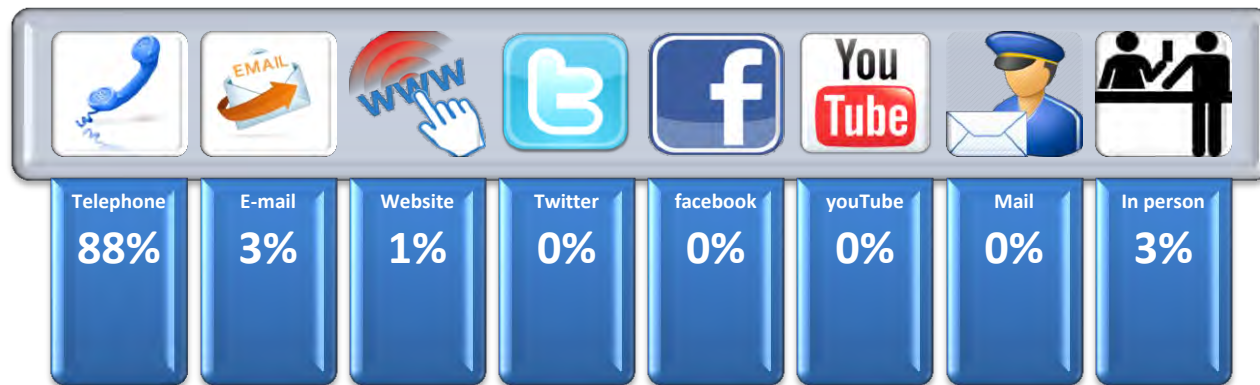 EMAIL
WWW
t
f
You
Tube
Telephone
88%
E-mail
3%
Website
1%
Twitter
0%
facebook
0%
youTube
0%
Mail
0%
In person
3%